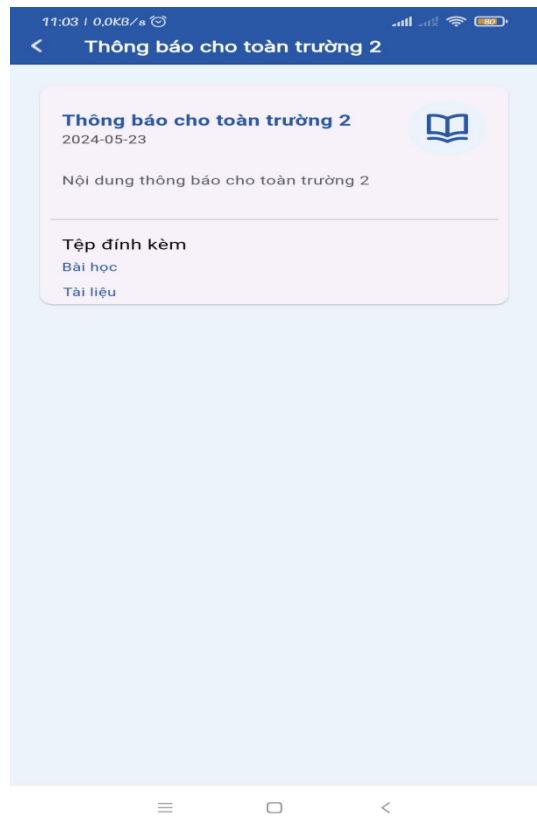 11:03 | 0,0KB/s
80
Thông báo cho toàn trường 2
Thông báo cho toàn trường 2
2024-05-23
Nội dung thông báo cho toàn trường 2
Tệp đính kèm
Bài học
Tài liệu